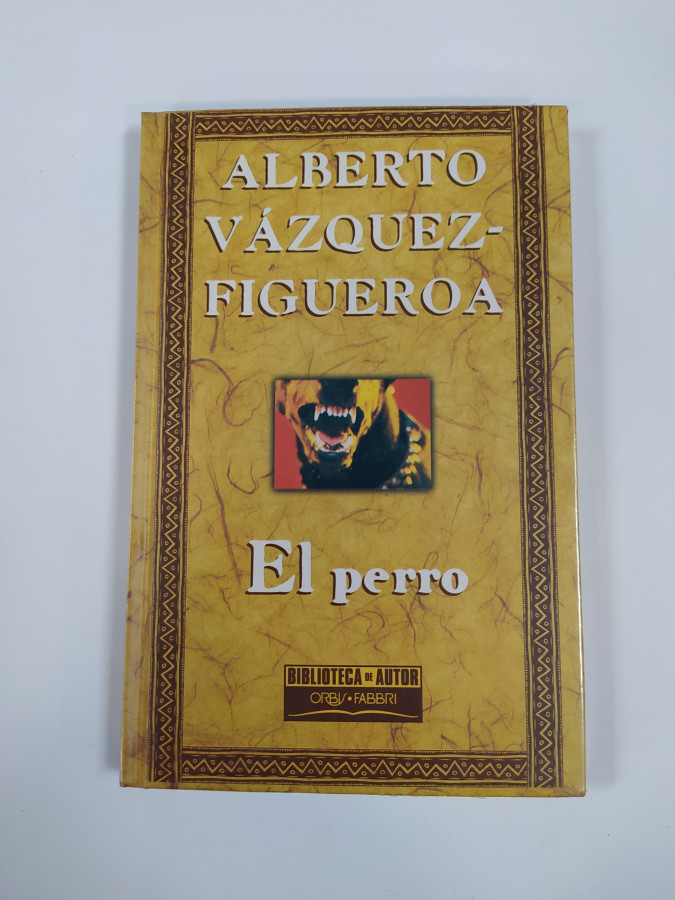 ALBERTO
VÁZQUEZ-
FIGUEROA
El perro
BIBLIOTECA DE AUTOR
ORBIS • FABBRI